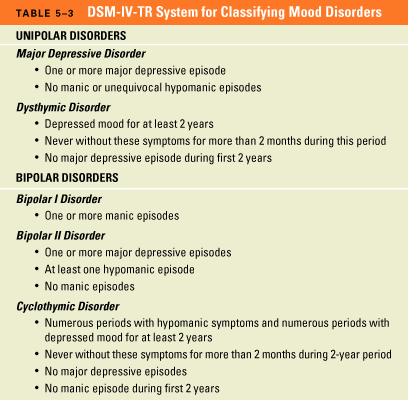 TABLE 5–3 DSM-IV-TR System for Classifying Mood Disorders
UNIPOLAR DISORDERS
Major Depressive Disorder
• One or more major depressive episode
• No manic or unequivocal hypomanic episodes
Dysthymic Disorder
• Depressed mood for at least 2 years
• Never without these symptoms for more than 2 months during this period
• No major depressive episode during first 2 years
BIPOLAR DISORDERS
Bipolar I Disorder
• One or more manic episodes
Bipolar II Disorder
• One or more major depressive episodes
• At least one hypomanic episode
• No manic episodes
Cyclothymic Disorder
• Numerous periods with hypomanic symptoms and numerous periods with
depressed mood for at least 2 years
• Never without these symptoms for more than 2 months during 2-year period
• No major depressive episodes
• No manic episode during first 2 years